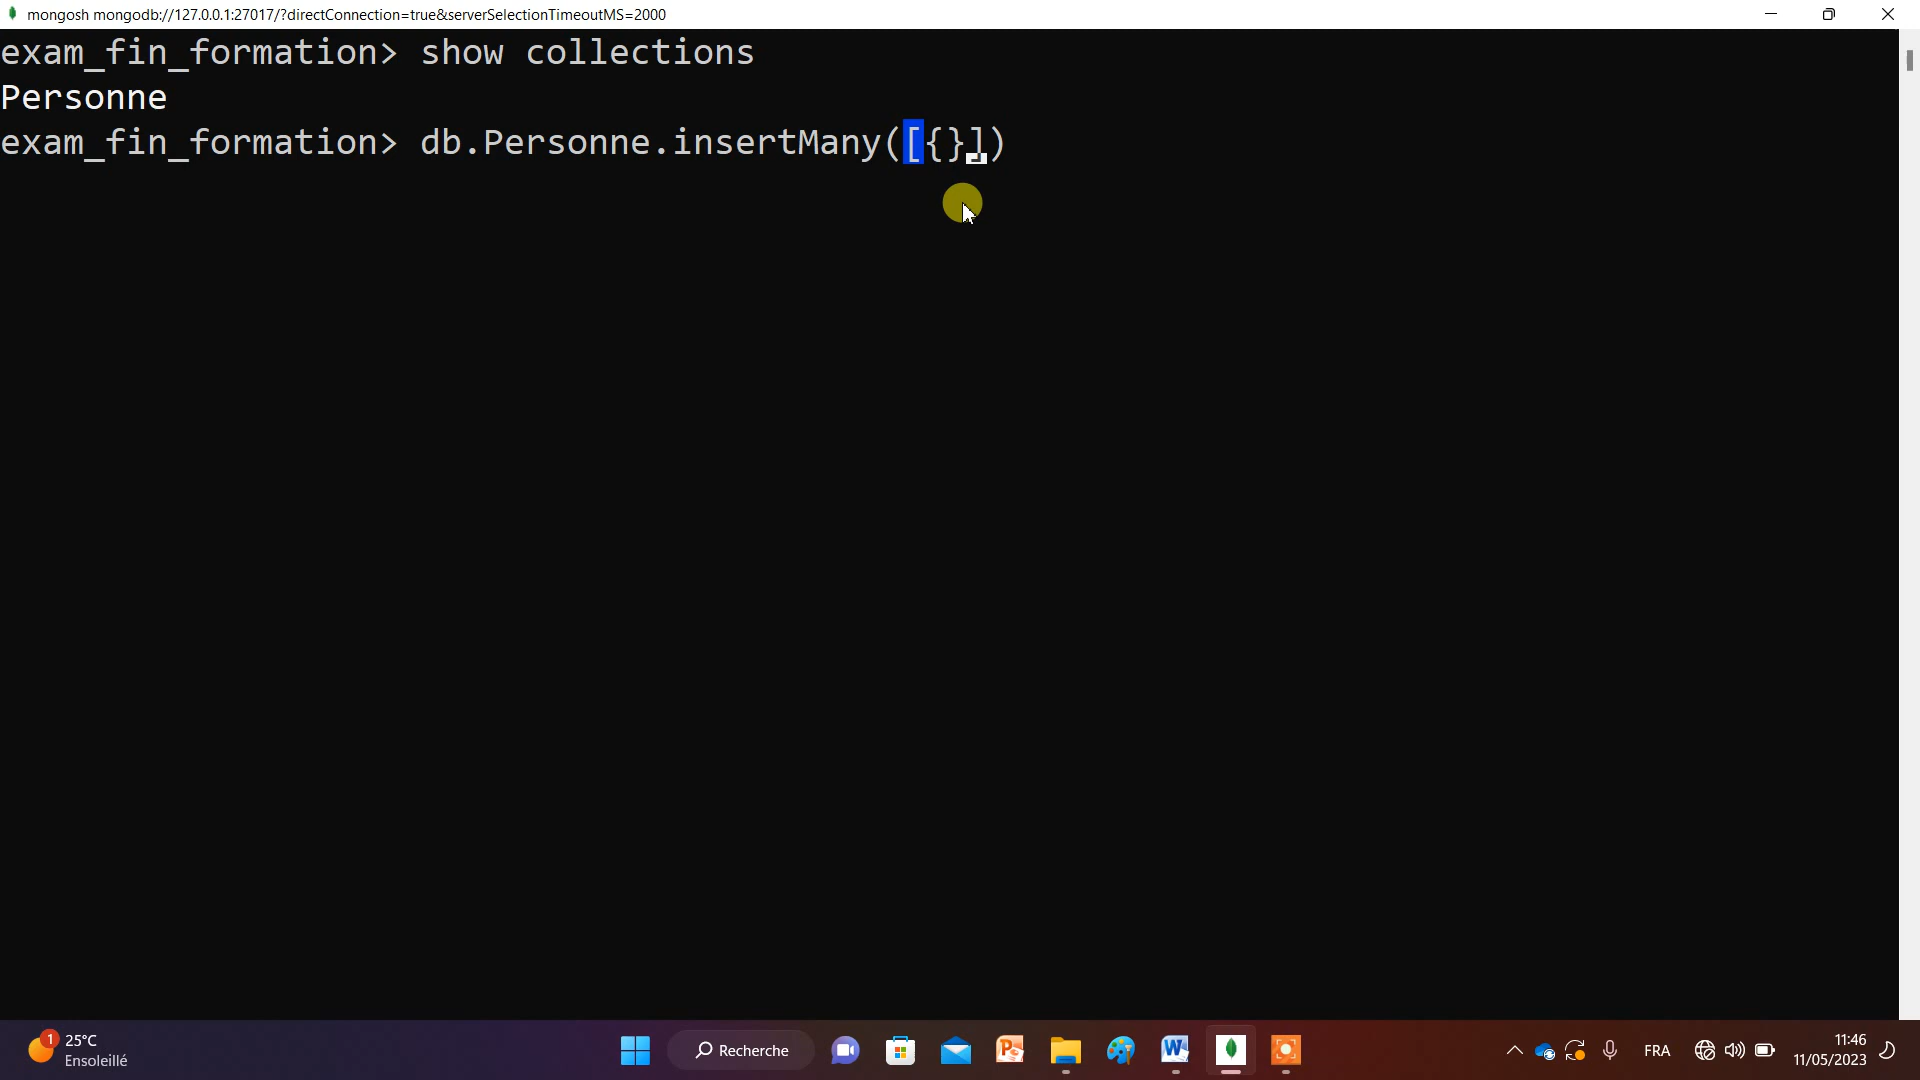 mongosh mongodb://127.0.0.1:27017/?directConnection=true&serverSelectionTimeoutMS=2000
exam_fin_formation> show collections
Personne
exam_fin_formation> db.Personne.insertMany([{}])
1
25°C
Ensoleillé
Recherche
FRA
11:46
11/05/2023